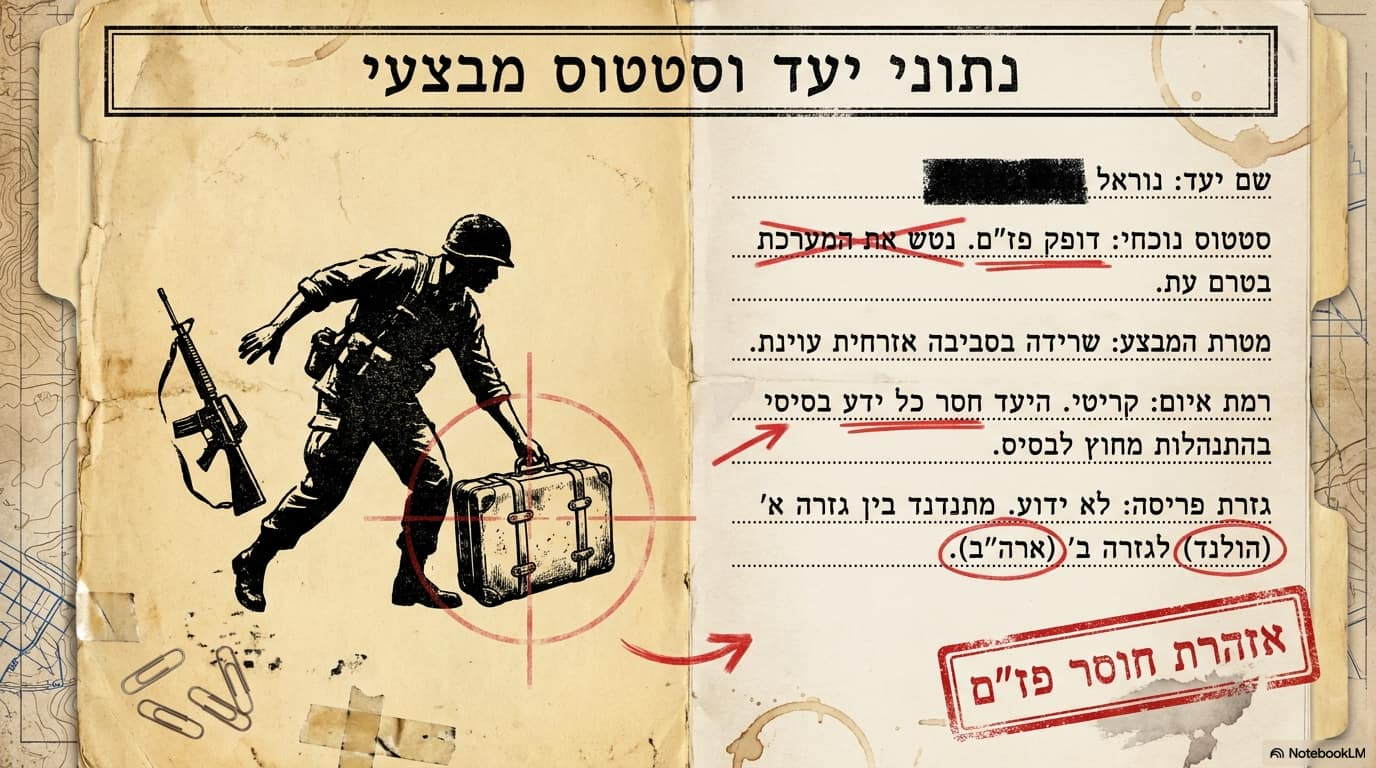 נתוני יעד וסטטוס מבצעי
שם יעד: נוראל
סטטוס נוכחי: דופק פז"ם. נטש את המערכת
בטרם עת.
מטרת המבצע: שרידה בסביבה אזרחית עוינת.
רמת איום: קריטי. היעד חסר כל ידע בסיסי
בהתנהלות מחוץ לבסיס.
גזרת פריסה: לא ידוע. מתנדנד בין גזרה א'
(הולנד) לגזרה ב' (ארה"ב).
אזהרת חוסר פז"ם
NotebookLM